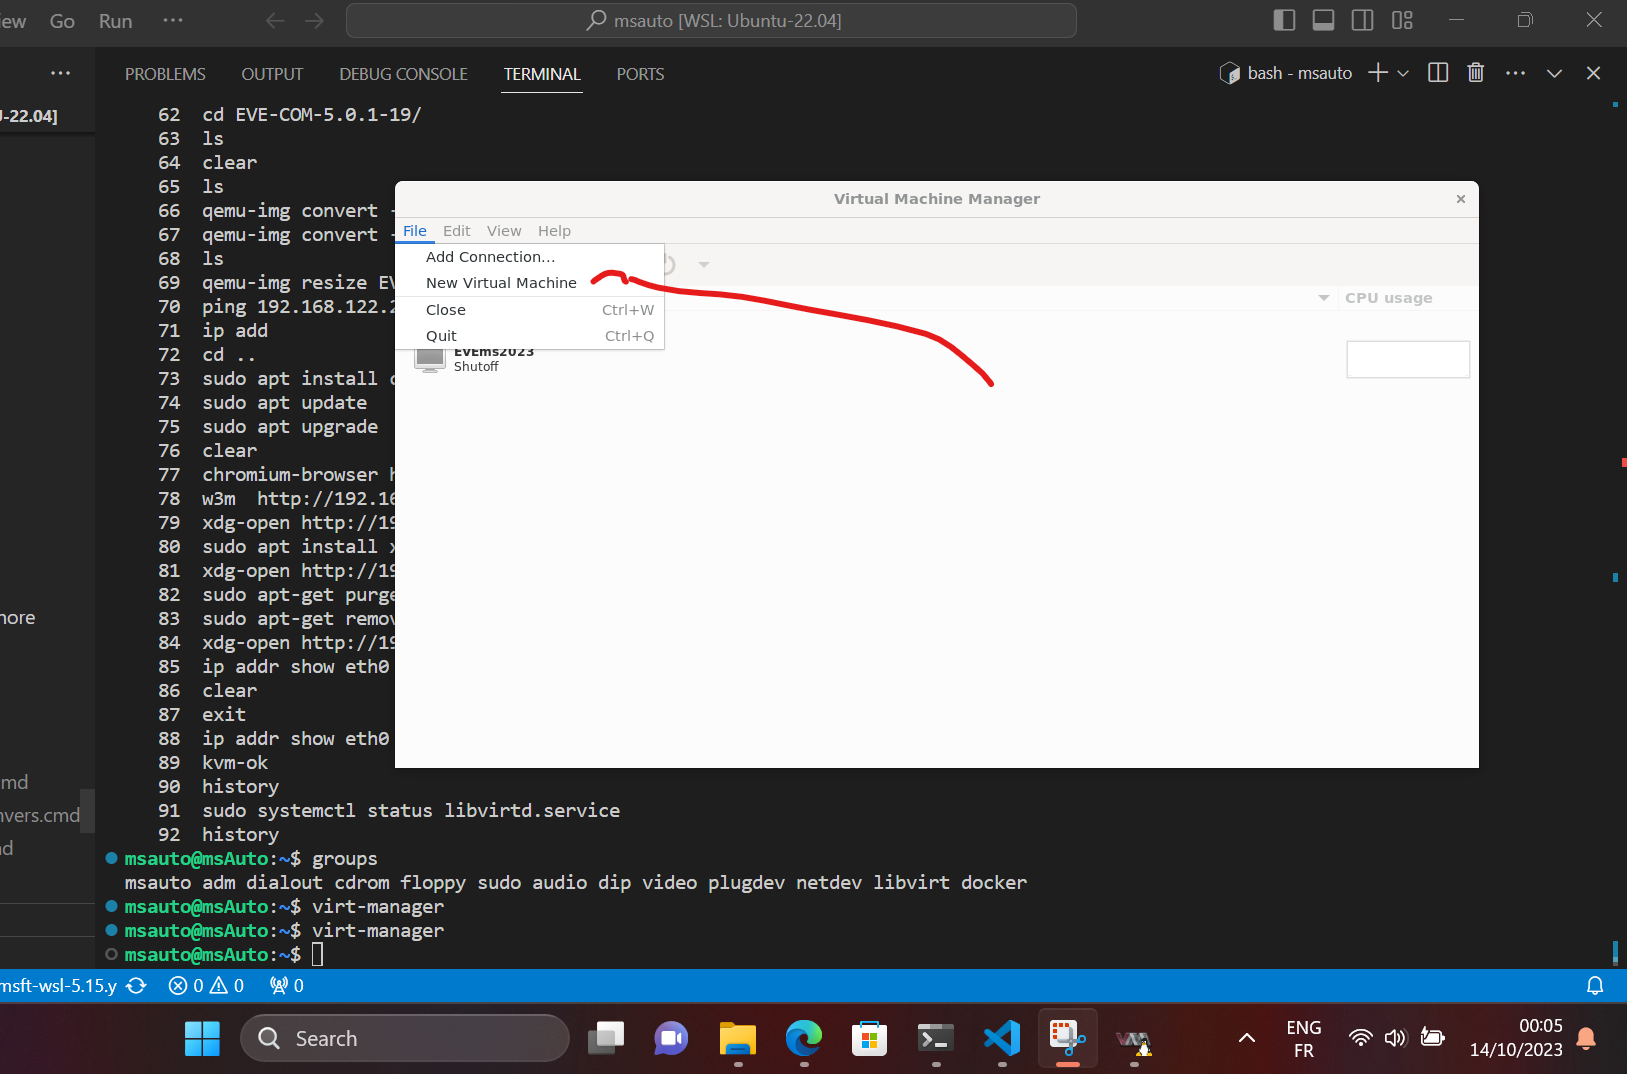 Go
Run
msauto [WSL: Ubuntu-22.04]
PROBLEMS
OUTPUT
DEBUG CONSOLE
TERMINAL
PORTS
bash - msauto
-22.04]
62 cd EVE-COM-5.0.1-19/
63 ls
64 clear
65 ls
66 qemu-img convert
67 qemu-img convert
68 ls
69 qemu-img resize EV
70 ping 192.168.122.2
71 ip add
72 cd ..
73 sudo apt install
74 sudo apt update
75 sudo apt upgrade
76 clear
77 chromium-browser
78 w3m http://192.16
79 xdg-open http://19
80 sudo apt install
81 xdg-open http://19
82 sudo apt-get purge
83 sudo apt-get remov
84 xdg-open http://19
85 ip addr show eth0
86 clear
87 exit
88 ip addr show eth0
89 kvm-ok
90 history
91 sudo systemctl status libvirtd.service
92 history
msauto@msAuto:~$ groups
msauto adm dialout cdrom floppy sudo audio dip video plugdev netdev libvirt docker
msauto@msAuto:~$ virt-manager
msauto@msAuto:~$ virt-manager
msauto@msAuto:~$
Virtual Machine Manager
File
Edit
View
Help
Add Connection...
New Virtual Machine
Close Ctrl+W
Quit Ctrl+Q
CPU usage
EVEms2023
Shutoff
nvers.cmd
msft-wsl-5.15.y
0
0
0
Search
ENG
FR
00:05
14/10/2023